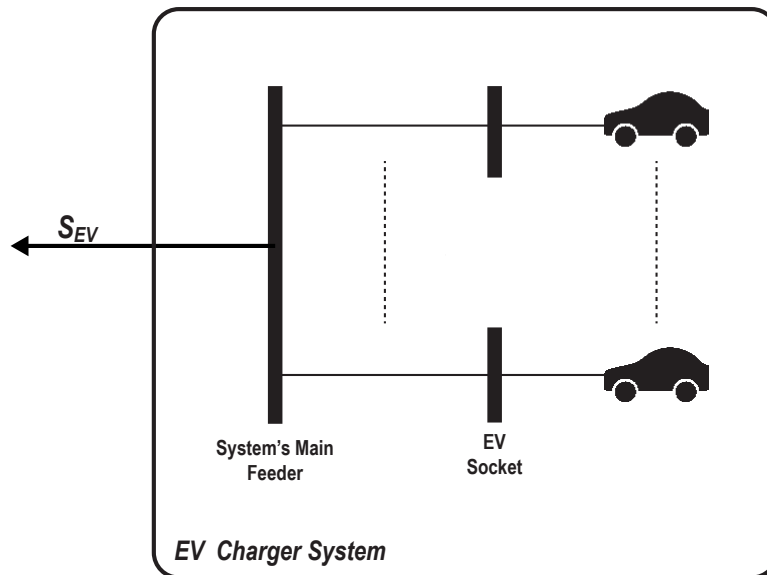 S_EV
System's Main
Feeder
EV
Socket
EV Charger System